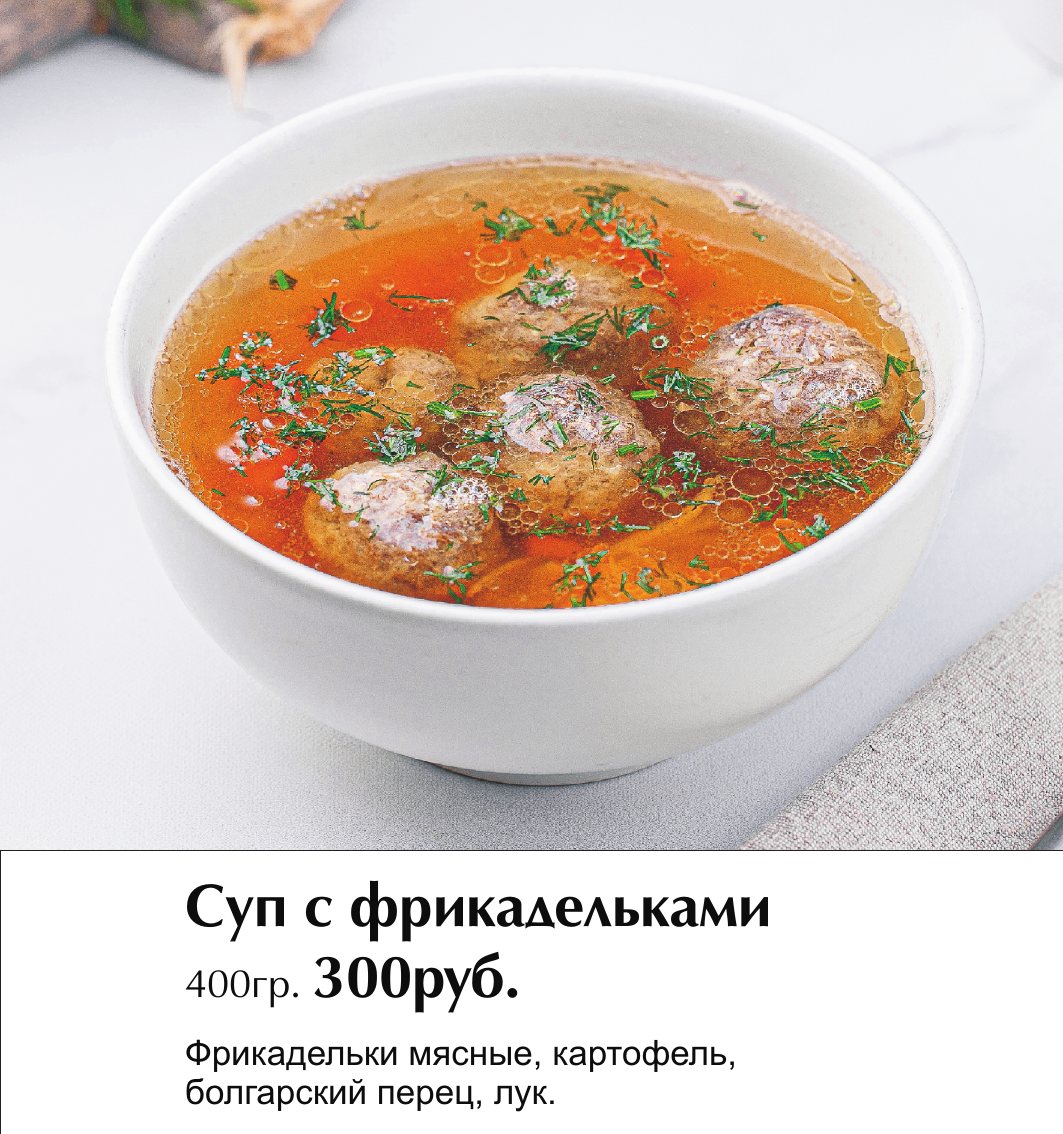 Суп с фрикадельками
400гр. 300руб.
Фрикадельки мясные, картофель,
болгарский перец, лук.